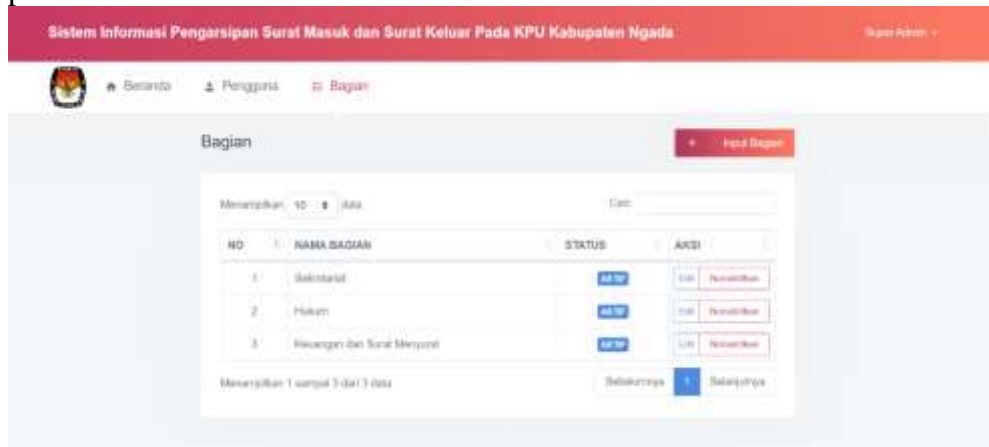 Sistem Informasi Pengarsipan Surat Masuk dan Surat Keluar Pada KPU Kabupaten Ngada
Super Admin
Beranda Pengguna Bagian
Bagian
+ Input Bagian
Menampilkan 10 data
Cari:
NO NAMA BAGIAN STATUS AKSI
1 Sekretariat AKTIF Edit Nonaktifkan
2 Hukum AKTIF Edit Nonaktifkan
3 Keuangan dan Surat Menyurat AKTIF Edit Nonaktifkan
Menampilkan 1 sampai 3 dari 3 data
Sebelumnya 1 Selanjutnya